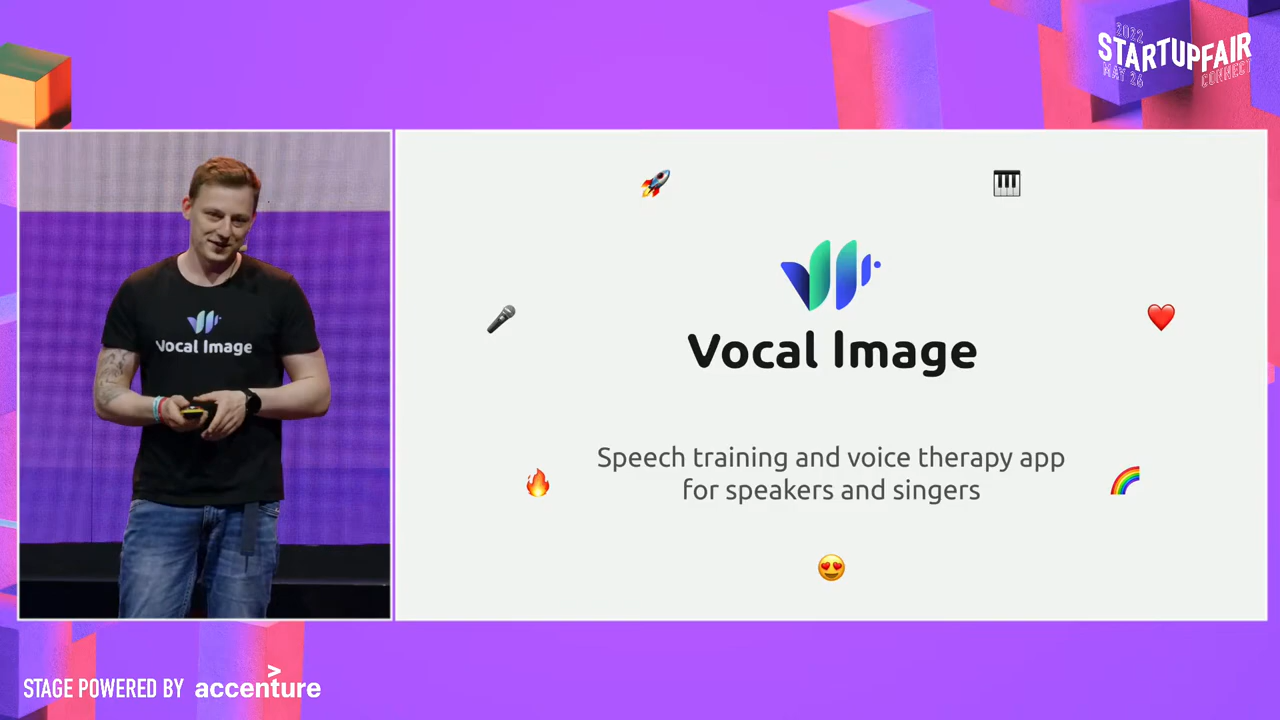 2022
STARTUPFAIR
MAY 26
CONNECT
Vocal Image
Vocal Image
Speech training and voice therapy app
for speakers and singers
STAGE POWERED BY accenture